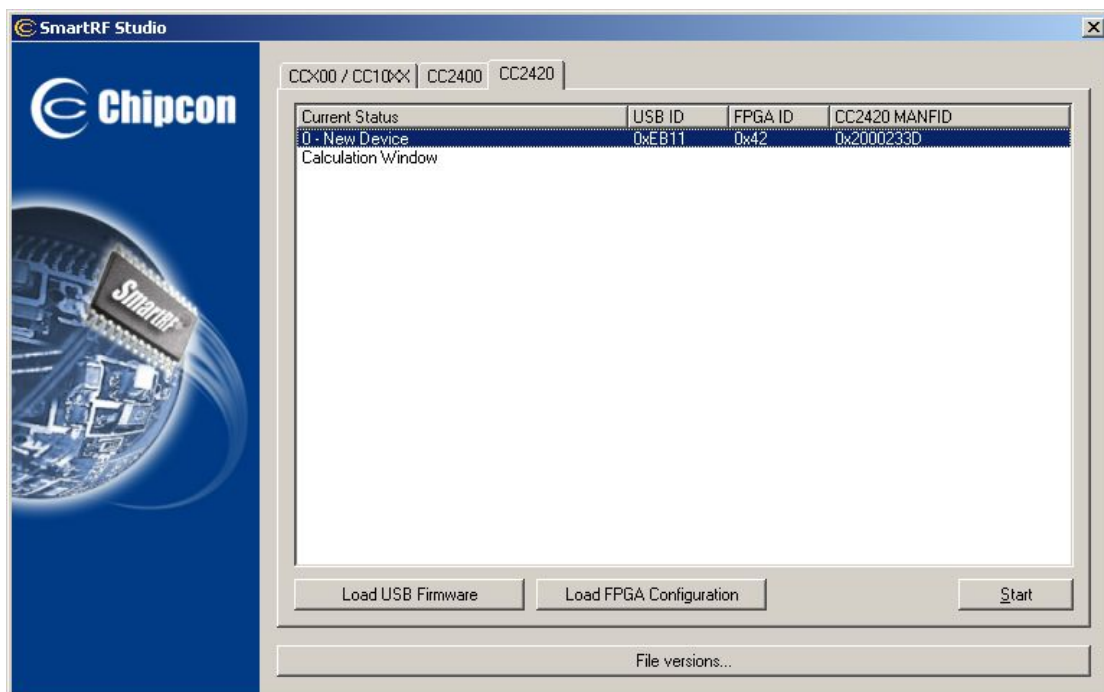 SmartRF Studio
Chipcon
SmartRF
CCX00 / CC10XX CC2400 CC2420
Current Status USB ID FPGA ID CC2420 MANFID
0 - New Device 0xEB11 0x42 0x2000233D
Calculation Window
Load USB Firmware Load FPGA Configuration Start
File versions...